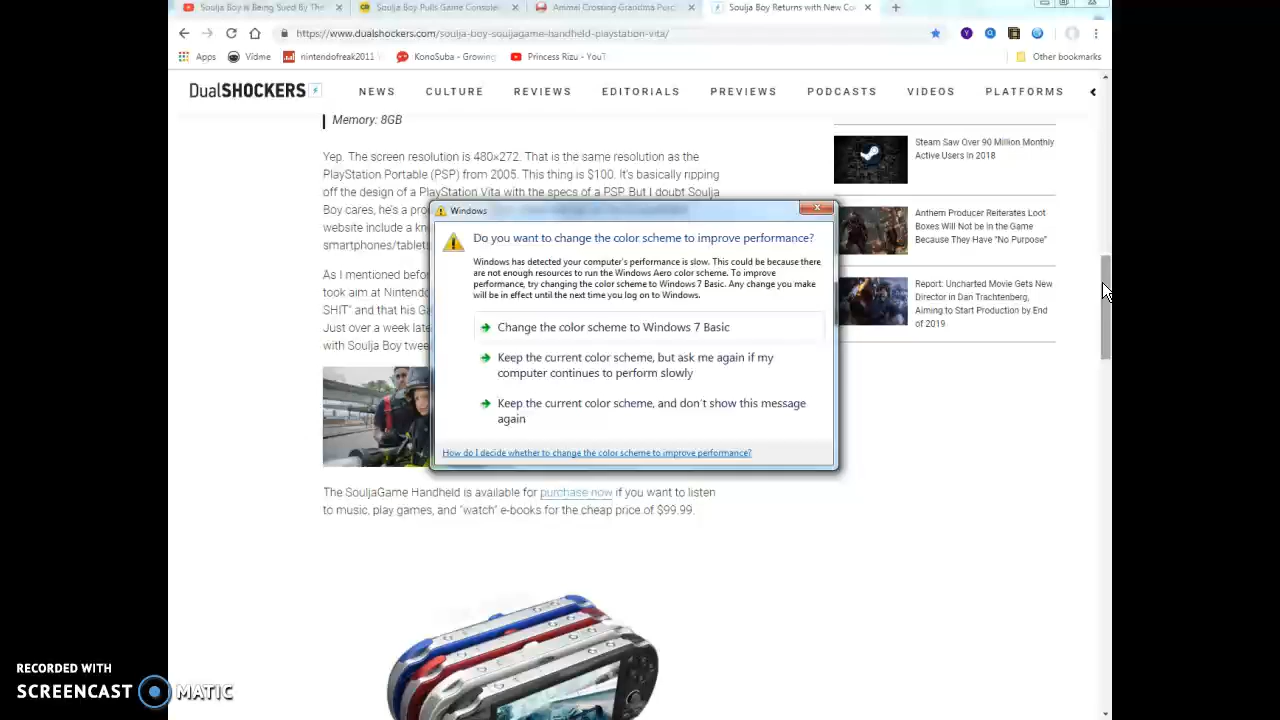 Soulja Boy is Being Sued By The
Soulja Boy Pulls Game Consoles
Animal Crossing Grandma Purc
Soulja Boy Returns with New Co
https://www.dualshockers.com/soulja-boy-souljagame-handheld-playstation-vita/
Apps
Vidme
nintendofreak2011
KonoSuba - Growing
Princess Rizu - YouT
Other bookmarks
DualSHOCKERS
NEWS
CULTURE
REVIEWS
EDITORIALS
PREVIEWS
PODCASTS
VIDEOS
PLATFORMS
Memory: 8GB
Yep. The screen resolution is 480×272. That is the same resolution as the
PlayStation Portable (PSP) from 2005. This thing is $100. It's basically ripping
off the design of a PlayStation Vita with the specs of a PSP. But I doubt Soulja
Boy cares, he's a pro
website include a kn
smartphones/tablets
As I mentioned befor
took aim at Nintendo
SHIT" and that his Ga
Just over a week late
with Soulja Boy twee
Windows
Do you want to change the color scheme to improve performance?
Windows has detected your computer's performance is slow. This could be because there
are not enough resources to run the Windows Aero color scheme. To improve
performance, try changing the color scheme to Windows 7 Basic. Any change you make
will be in effect until the next time you log on to Windows.
Change the color scheme to Windows 7 Basic
Keep the current color scheme, but ask me again if my
computer continues to perform slowly
Keep the current color scheme, and don't show this message
again
How do I decide whether to change the color scheme to improve performance?
The SouljaGame Handheld is available for purchase now if you want to listen
to music, play games, and "watch" e-books for the cheap price of $99.99.
Steam Saw Over 90 Million Monthly
Active Users in 2018
Anthem Producer Reiterates Loot
Boxes Will Not be in the Game
Because They Have "No Purpose"
Report: Uncharted Movie Gets New
Director in Dan Trachtenberg,
Aiming to Start Production by End
of 2019
RECORDED WITH
SCREENCAST MATIC